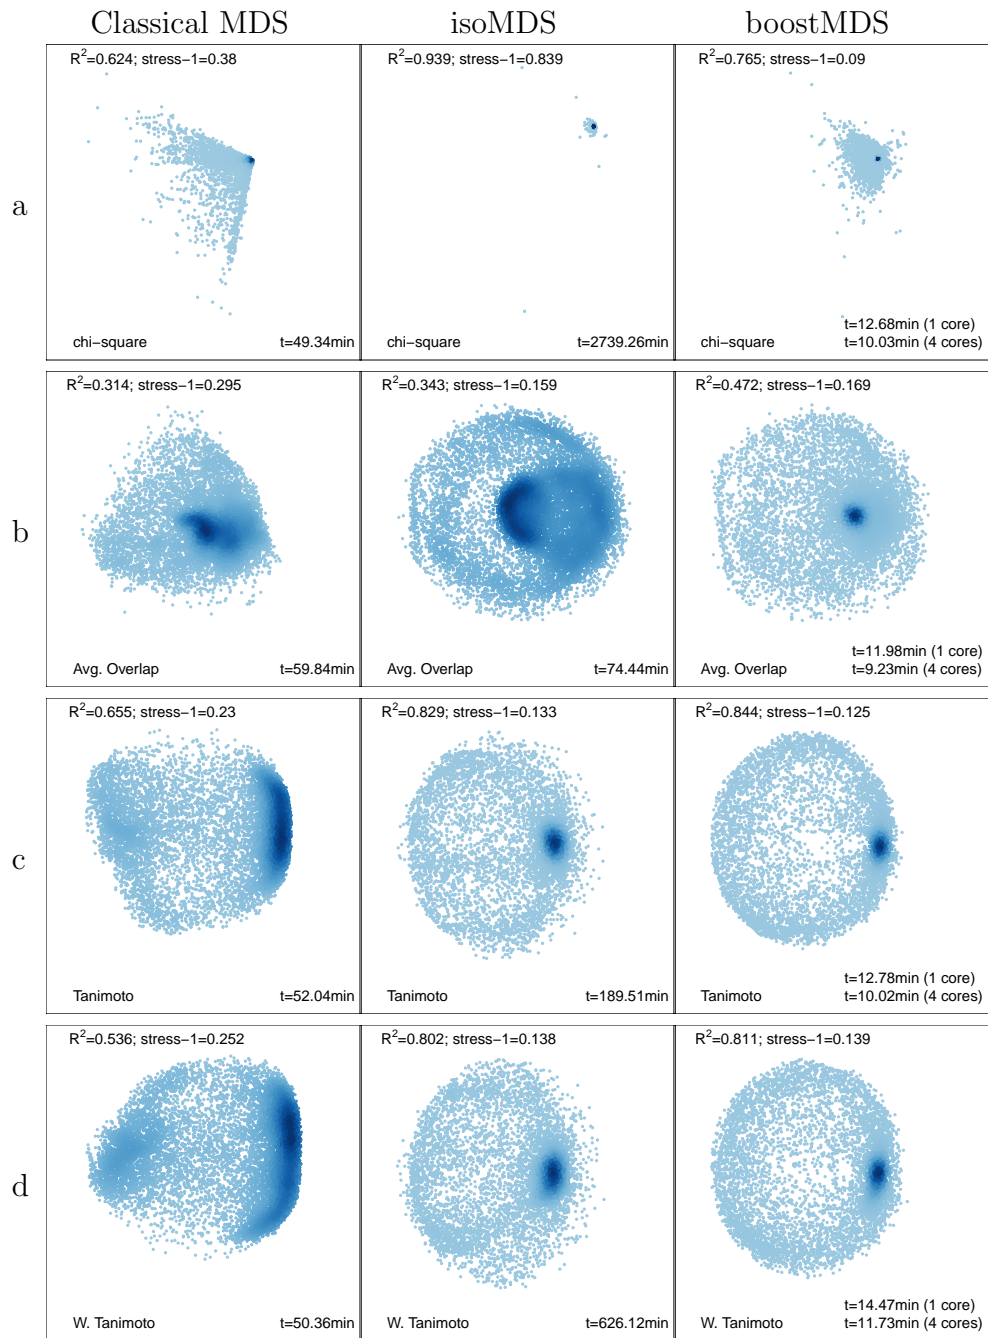 Classical MDS isoMDS boostMDS
a
R²=0.624; stress−1=0.38
chi−square t=49.34min
R²=0.939; stress−1=0.839
chi−square t=2739.26min
R²=0.765; stress−1=0.09
t=12.68min (1 core)
chi−square t=10.03min (4 cores)
b
R²=0.314; stress−1=0.295
Avg. Overlap t=59.84min
R²=0.343; stress−1=0.159
Avg. Overlap t=74.44min
R²=0.472; stress−1=0.169
t=11.98min (1 core)
Avg. Overlap t=9.23min (4 cores)
c
R²=0.655; stress−1=0.23
Tanimoto t=52.04min
R²=0.829; stress−1=0.133
Tanimoto t=189.51min
R²=0.844; stress−1=0.125
t=12.78min (1 core)
Tanimoto t=10.02min (4 cores)
d
R²=0.536; stress−1=0.252
W. Tanimoto t=50.36min
R²=0.802; stress−1=0.138
W. Tanimoto t=626.12min
R²=0.811; stress−1=0.139
t=14.47min (1 core)
W. Tanimoto t=11.73min (4 cores)